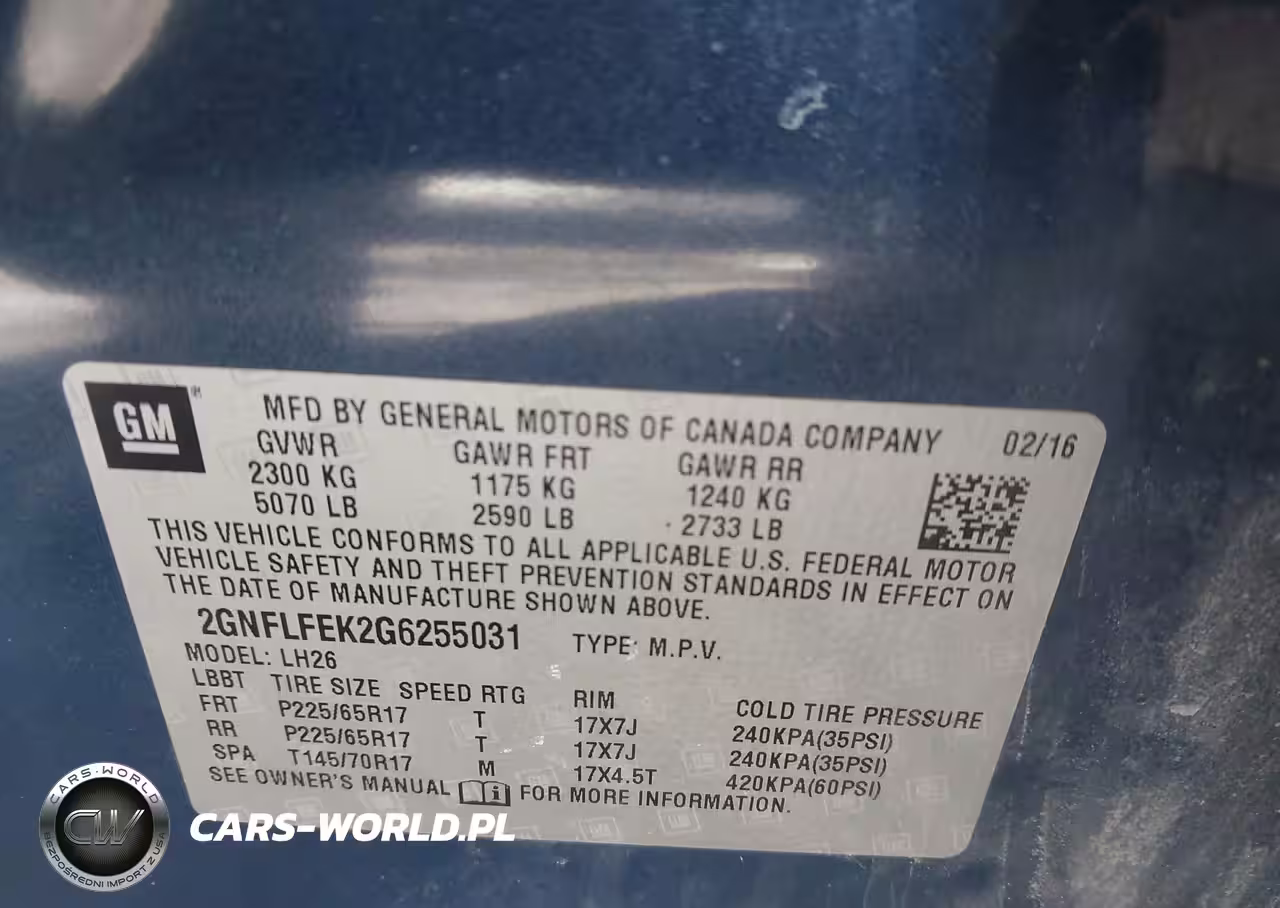 GM
MFD BY GENERAL MOTORS OF CANADA COMPANY 02/16
GVWR GAWR FRT GAWR RR
2300 KG 1175 KG 1240 KG
5070 LB 2590 LB 2733 LB
THIS VEHICLE CONFORMS TO ALL APPLICABLE U.S. FEDERAL MOTOR
VEHICLE SAFETY AND THEFT PREVENTION STANDARDS IN EFFECT ON
THE DATE OF MANUFACTURE SHOWN ABOVE.
2GNFLFEK2G6255031 TYPE: M.P.V.
MODEL: LH26
LBBT TIRE SIZE SPEED RTG RIM COLD TIRE PRESSURE
FRT P225/65R17 T 17X7J 240KPA(35PSI)
RR P225/65R17 T 17X7J 240KPA(35PSI)
SPA T145/70R17 M 17X4.5T 420KPA(60PSI)
SEE OWNER'S MANUAL i FOR MORE INFORMATION.
CARS-WORLD
CW
BEZPOŚREDNI IMPORT Z USA
CARS-WORLD.PL